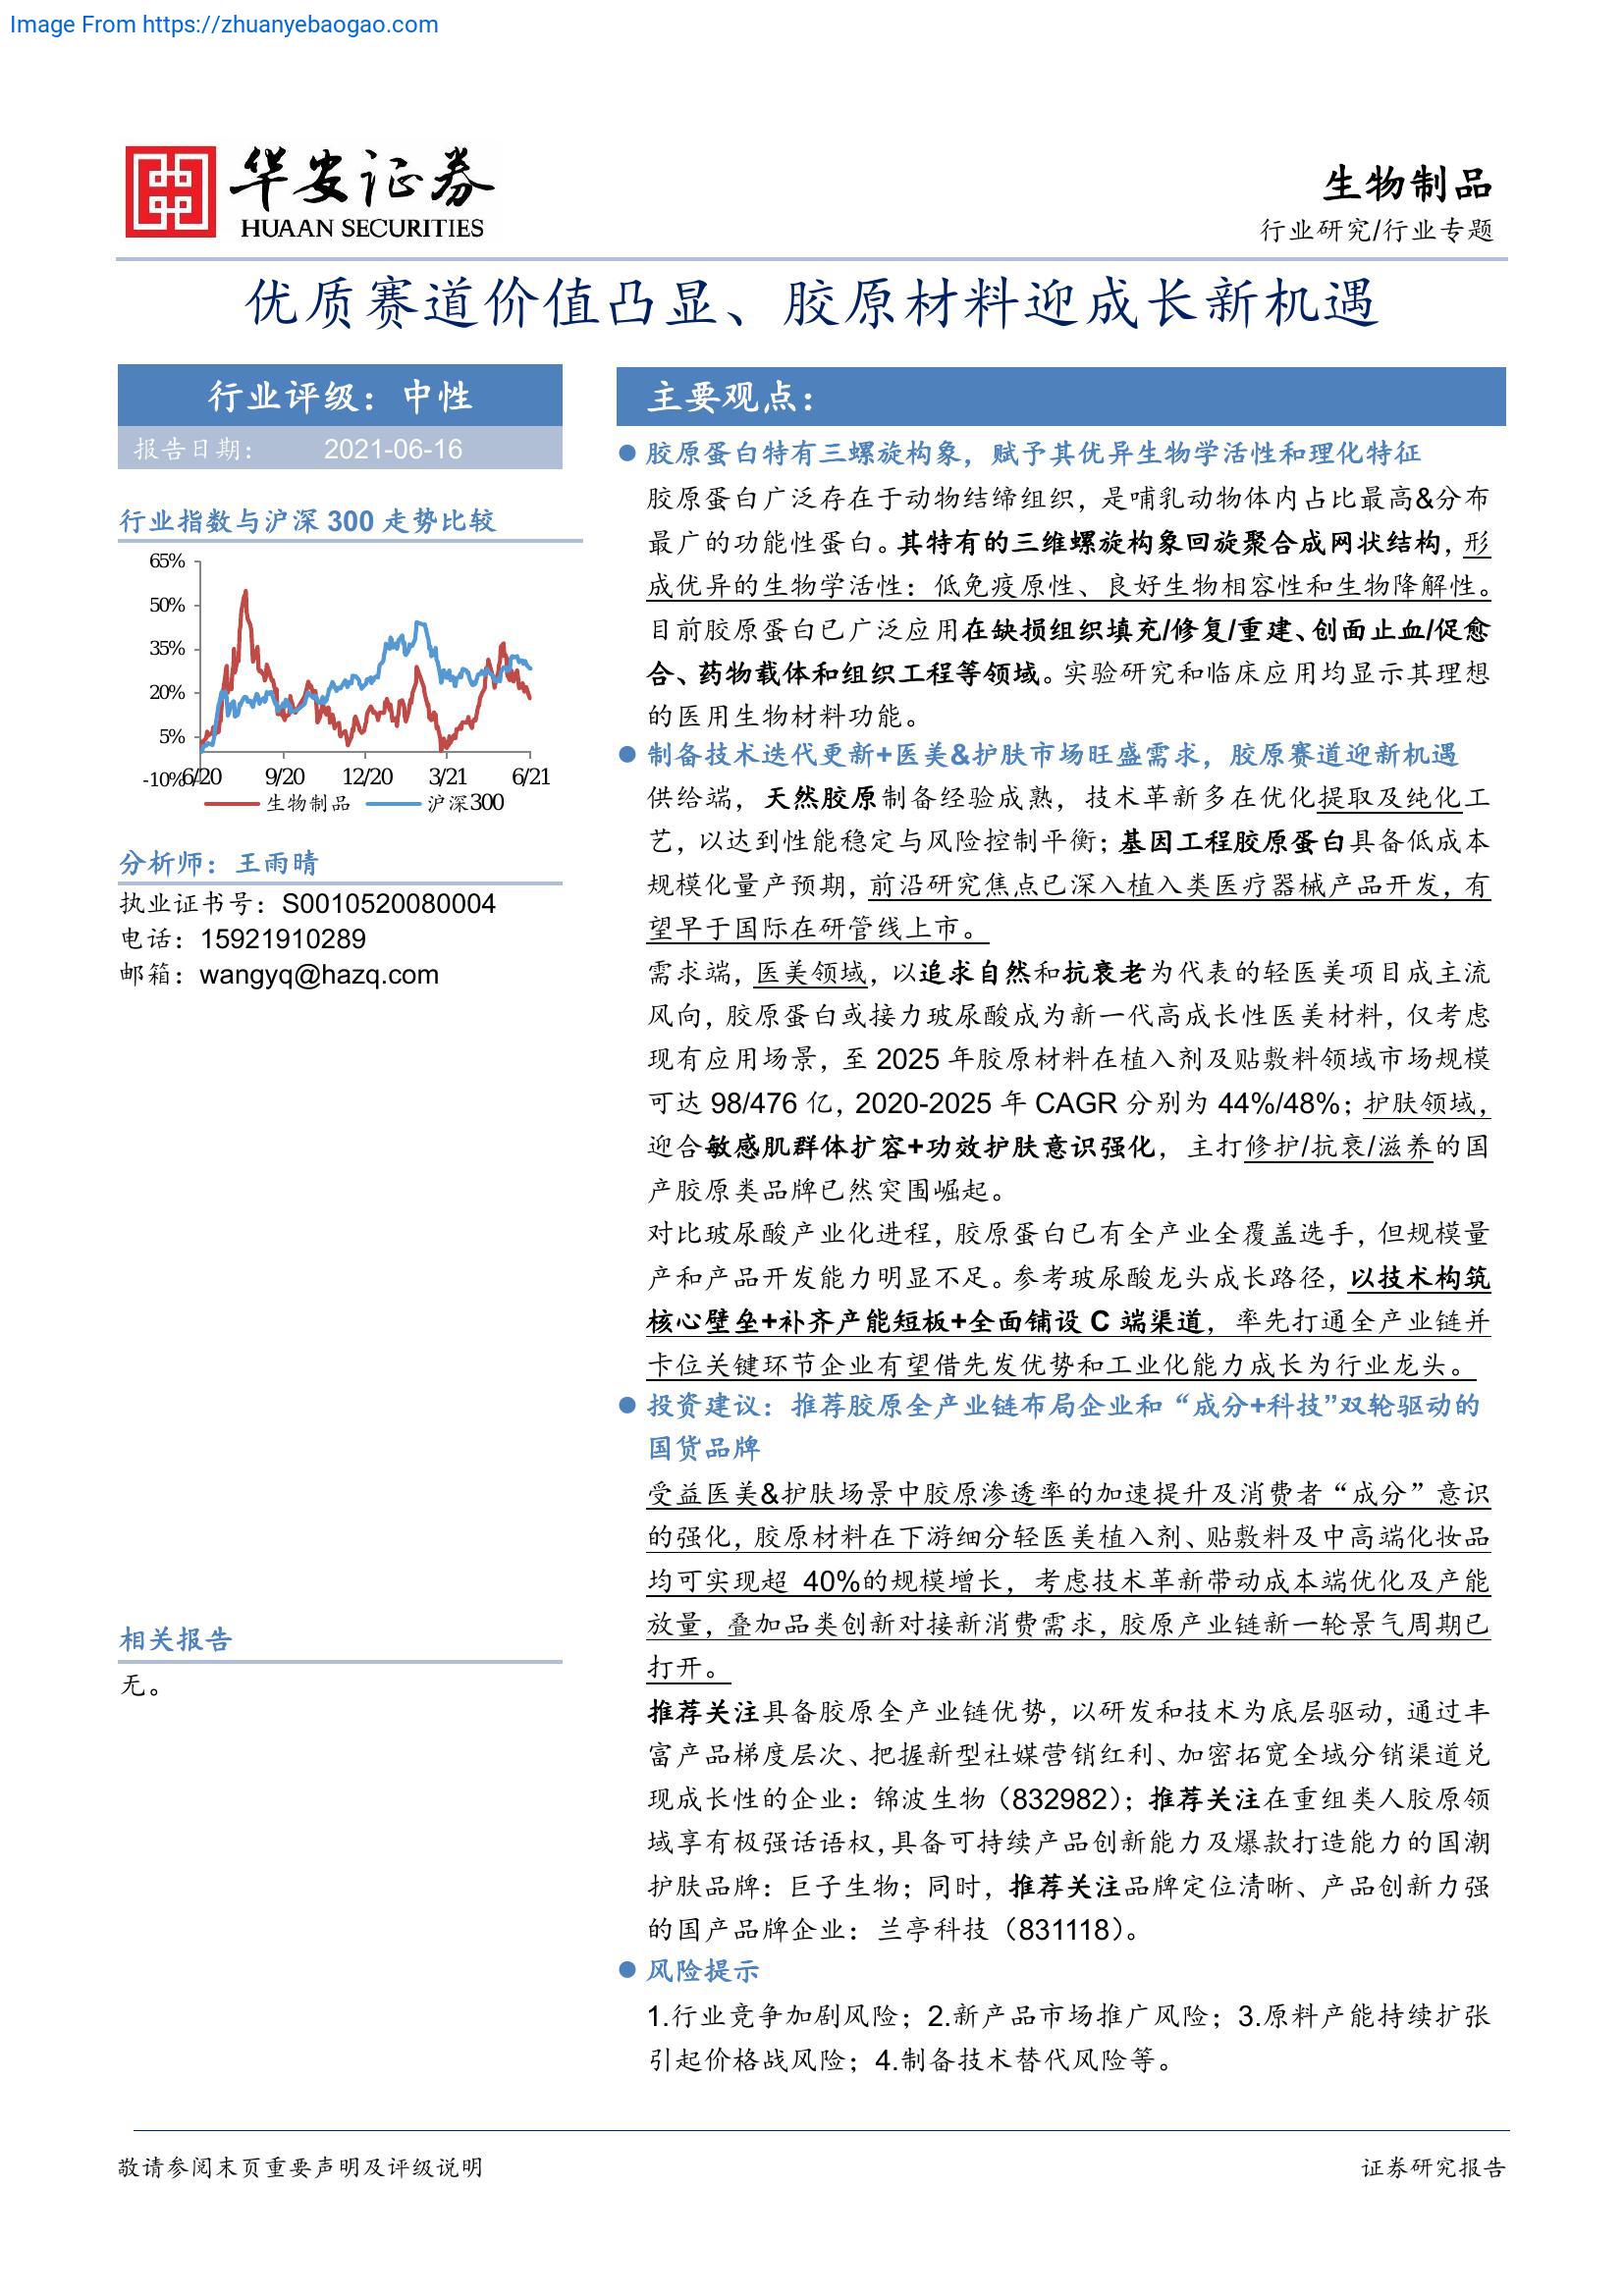 Image From https://zhuanyebaogao.com
华安证券
HUAAN SECURITIES
生物制品
行业研究/行业专题
优质赛道价值凸显、胶原材料迎成长新机遇
行业评级：中性
报告日期： 2021-06-16
行业指数与沪深 300 走势比较
65%
50%
35%
20%
5%
-10%
6/20 9/20 12/20 3/21 6/21
生物制品 沪深300
分析师：王雨晴
执业证书号：S0010520080004
电话：15921910289
邮箱：wangyq@hazq.com
相关报告
无。
主要观点：
胶原蛋白特有三螺旋构象，赋予其优异生物学活性和理化特征
胶原蛋白广泛存在于动物结缔组织，是哺乳动物体内占比最高&分布
最广的功能性蛋白。其特有的三维螺旋构象回旋聚合成网状结构，形
成优异的生物学活性：低免疫原性、良好生物相容性和生物降解性。
目前胶原蛋白已广泛应用在缺损组织填充/修复/重建、创面止血/促愈
合、药物载体和组织工程等领域。实验研究和临床应用均显示其理想
的医用生物材料功能。
制备技术迭代更新+医美&护肤市场旺盛需求，胶原赛道迎新机遇
供给端，天然胶原制备经验成熟，技术革新多在优化提取及纯化工
艺，以达到性能稳定与风险控制平衡；基因工程胶原蛋白具备低成本
规模化量产预期，前沿研究焦点已深入植入类医疗器械产品开发，有
望早于国际在研管线上市。
需求端，医美领域，以追求自然和抗衰老为代表的轻医美项目成主流
风向，胶原蛋白或接力玻尿酸成为新一代高成长性医美材料，仅考虑
现有应用场景，至 2025 年胶原材料在植入剂及贴敷料领域市场规模
可达 98/476 亿，2020-2025 年 CAGR 分别为 44%/48%；护肤领域，
迎合敏感肌群体扩容+功效护肤意识强化，主打修护/抗衰/滋养的国
产胶原类品牌已然突围崛起。
对比玻尿酸产业化进程，胶原蛋白已有全产业全覆盖选手，但规模量
产和产品开发能力明显不足。参考玻尿酸龙头成长路径，以技术构筑
核心壁垒+补齐产能短板+全面铺设 C 端渠道，率先打通全产业链并
卡位关键环节企业有望借先发优势和工业化能力成长为行业龙头。
投资建议：推荐胶原全产业链布局企业和“成分+科技”双轮驱动的
国货品牌
受益医美&护肤场景中胶原渗透率的加速提升及消费者“成分”意识
的强化，胶原材料在下游细分轻医美植入剂、贴敷料及中高端化妆品
均可实现超 40%的规模增长，考虑技术革新带动成本端优化及产能
放量，叠加品类创新对接新消费需求，胶原产业链新一轮景气周期已
打开。
推荐关注具备胶原全产业链优势，以研发和技术为底层驱动，通过丰
富产品梯度层次、把握新型社媒营销红利、加密拓宽全域分销渠道兑
现成长性的企业：锦波生物（832982）；推荐关注在重组类人胶原领
域享有极强话语权，具备可持续产品创新能力及爆款打造能力的国潮
护肤品牌：巨子生物；同时，推荐关注品牌定位清晰、产品创新力强
的国产品牌企业：兰亭科技（831118）。
风险提示
1.行业竞争加剧风险；2.新产品市场推广风险；3.原料产能持续扩张
引起价格战风险；4.制备技术替代风险等。
敬请参阅末页重要声明及评级说明
证券研究报告